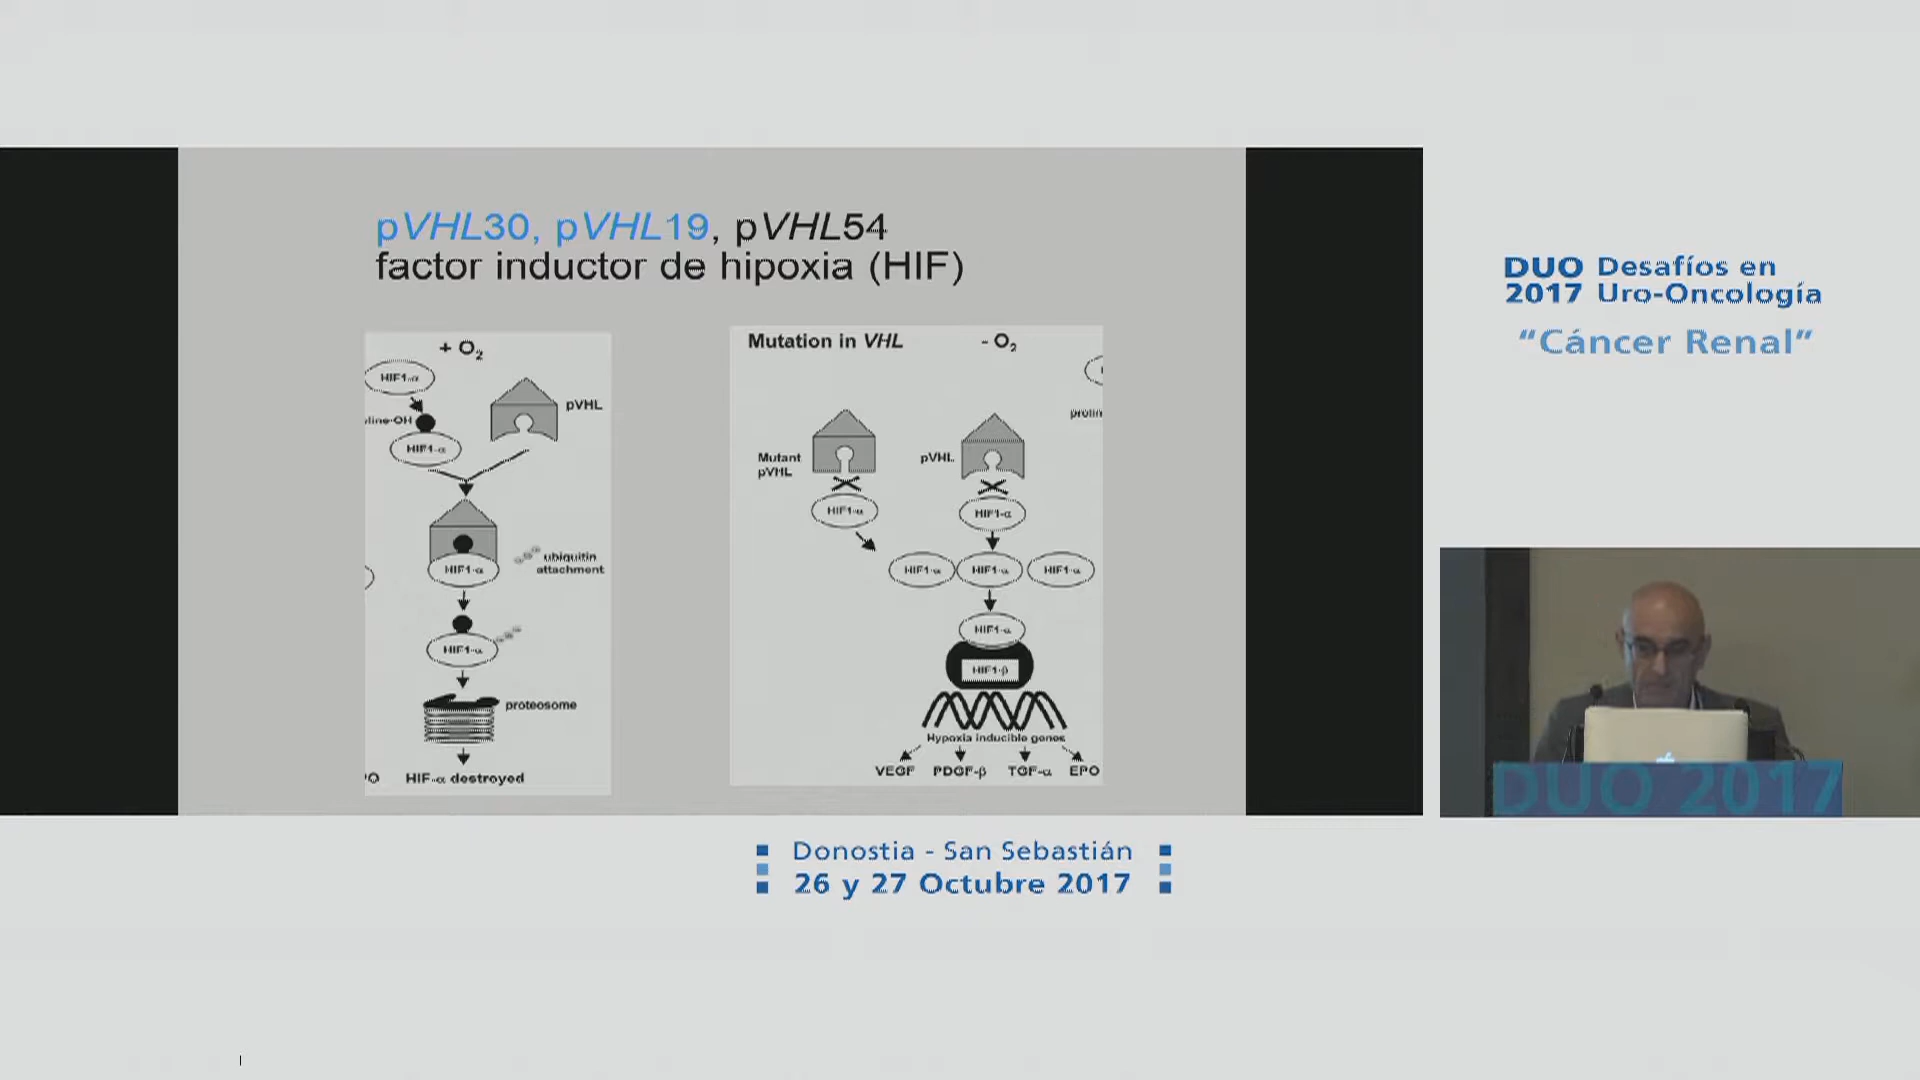 pVHL30, pVHL19, pVHL54
factor inductor de hipoxia (HIF)
+ O₂
HIF1-α
pVHL
line-OH
HIF1-α
HIF1-α
ubiquitin
attachment
HIF1-α
proteosome
HIF-α destroyed
Mutation in VHL
- O₂
prolin
Mutant
pVHL
pVHL
HIF1-α
HIF1-α
HIF1-α
HIF1-α
HIF1-α
HIF1-α
HIF1-β
Hypoxia inducible genes
VEGF PDGF-β TGF-α EPO
DUO Desafíos en
2017 Uro-Oncología
“Cáncer Renal”
DUO 2017
Donostia - San Sebastián
26 y 27 Octubre 2017